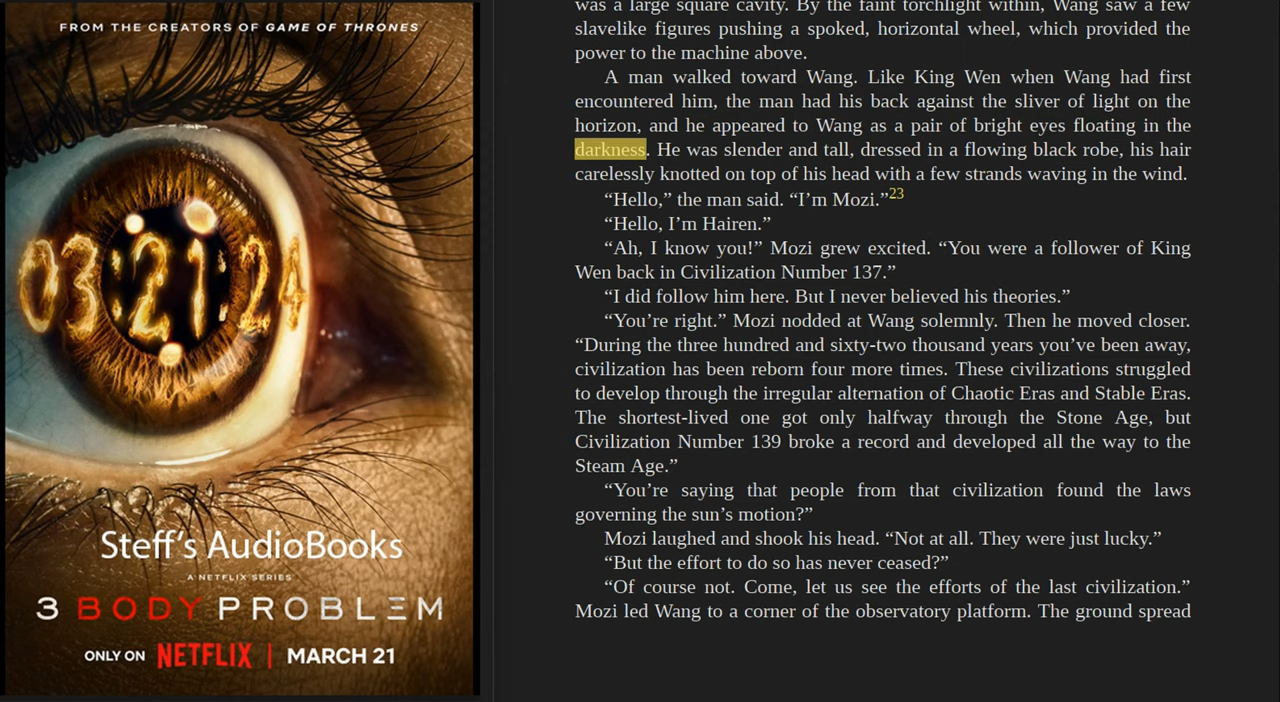 FROM THE CREATORS OF GAME OF THRONES
03:21:24
Steff's AudioBooks
A NETFLIX SERIES
3 BODY PROBLEM
ONLY ON NETFLIX | MARCH 21
was a large square cavity. By the faint torchlight within, Wang saw a few
slavelike figures pushing a spoked, horizontal wheel, which provided the
power to the machine above.
A man walked toward Wang. Like King Wen when Wang had first
encountered him, the man had his back against the sliver of light on the
horizon, and he appeared to Wang as a pair of bright eyes floating in the
darkness. He was slender and tall, dressed in a flowing black robe, his hair
carelessly knotted on top of his head with a few strands waving in the wind.
“Hello,” the man said. “I’m Mozi.”23
“Hello, I’m Hairen.”
“Ah, I know you!” Mozi grew excited. “You were a follower of King
Wen back in Civilization Number 137.”
“I did follow him here. But I never believed his theories.”
“You’re right.” Mozi nodded at Wang solemnly. Then he moved closer.
“During the three hundred and sixty-two thousand years you’ve been away,
civilization has been reborn four more times. These civilizations struggled
to develop through the irregular alternation of Chaotic Eras and Stable Eras.
The shortest-lived one got only halfway through the Stone Age, but
Civilization Number 139 broke a record and developed all the way to the
Steam Age.”
“You’re saying that people from that civilization found the laws
governing the sun’s motion?”
Mozi laughed and shook his head. “Not at all. They were just lucky.”
“But the effort to do so has never ceased?”
“Of course not. Come, let us see the efforts of the last civilization.”
Mozi led Wang to a corner of the observatory platform. The ground spread